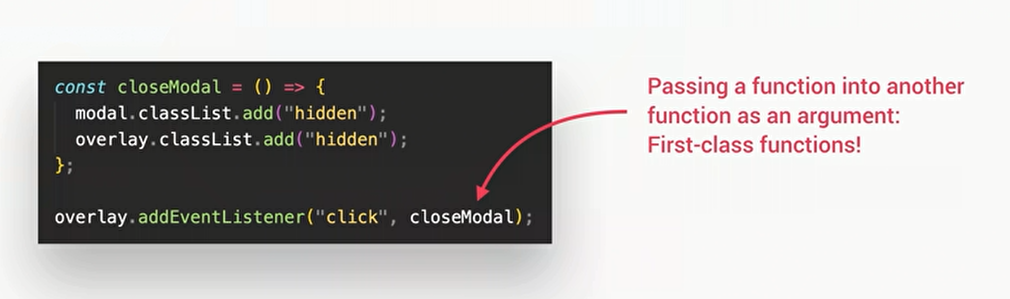 const closeModal = () => {
  modal.classList.add("hidden");
  overlay.classList.add("hidden");
};
overlay.addEventListener("click", closeModal);
Passing a function into another
function as an argument:
First-class functions!